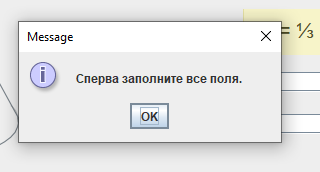 Message
= ⅓
Сперва заполните все поля.
OK